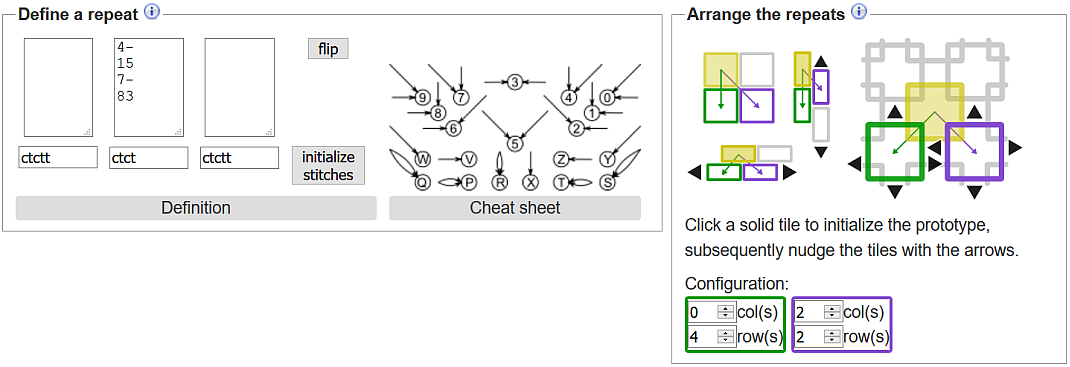 Define a repeat i
4-
15
7-
83
flip
ctctt
ctct
ctctt
initialize
stitches
Definition
3
9
7
4
0
8
1
6
2
5
W
V
Z
Y
Q
P
R
X
T
S
Cheat sheet
Arrange the repeats i
Click a solid tile to initialize the prototype,
subsequently nudge the tiles with the arrows.
Configuration:
0 col(s) 2 col(s)
4 row(s) 2 row(s)